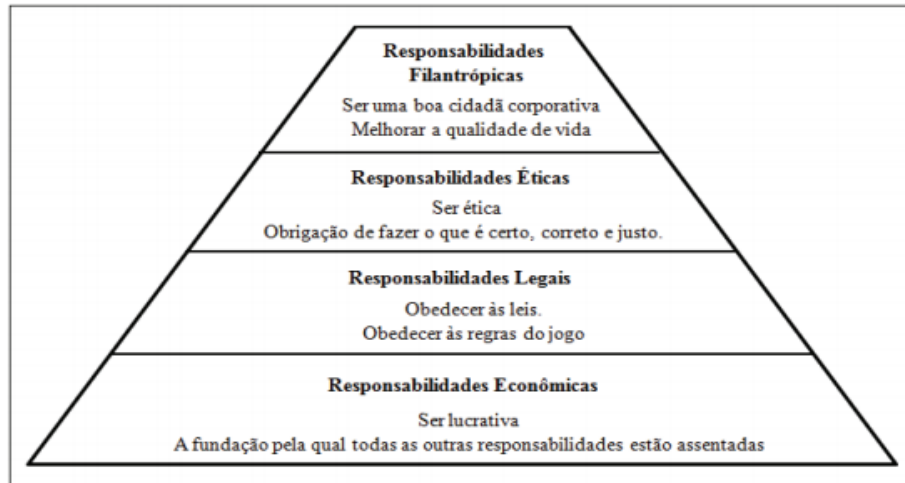 Responsabilidades
Filantrópicas
Ser uma boa cidadã corporativa
Melhorar a qualidade de vida
Responsabilidades Éticas
Ser ética
Obrigação de fazer o que é certo, correto e justo.
Responsabilidades Legais
Obedecer às leis.
Obedecer às regras do jogo
Responsabilidades Econômicas
Ser lucrativa
A fundação pela qual todas as outras responsabilidades estão assentadas